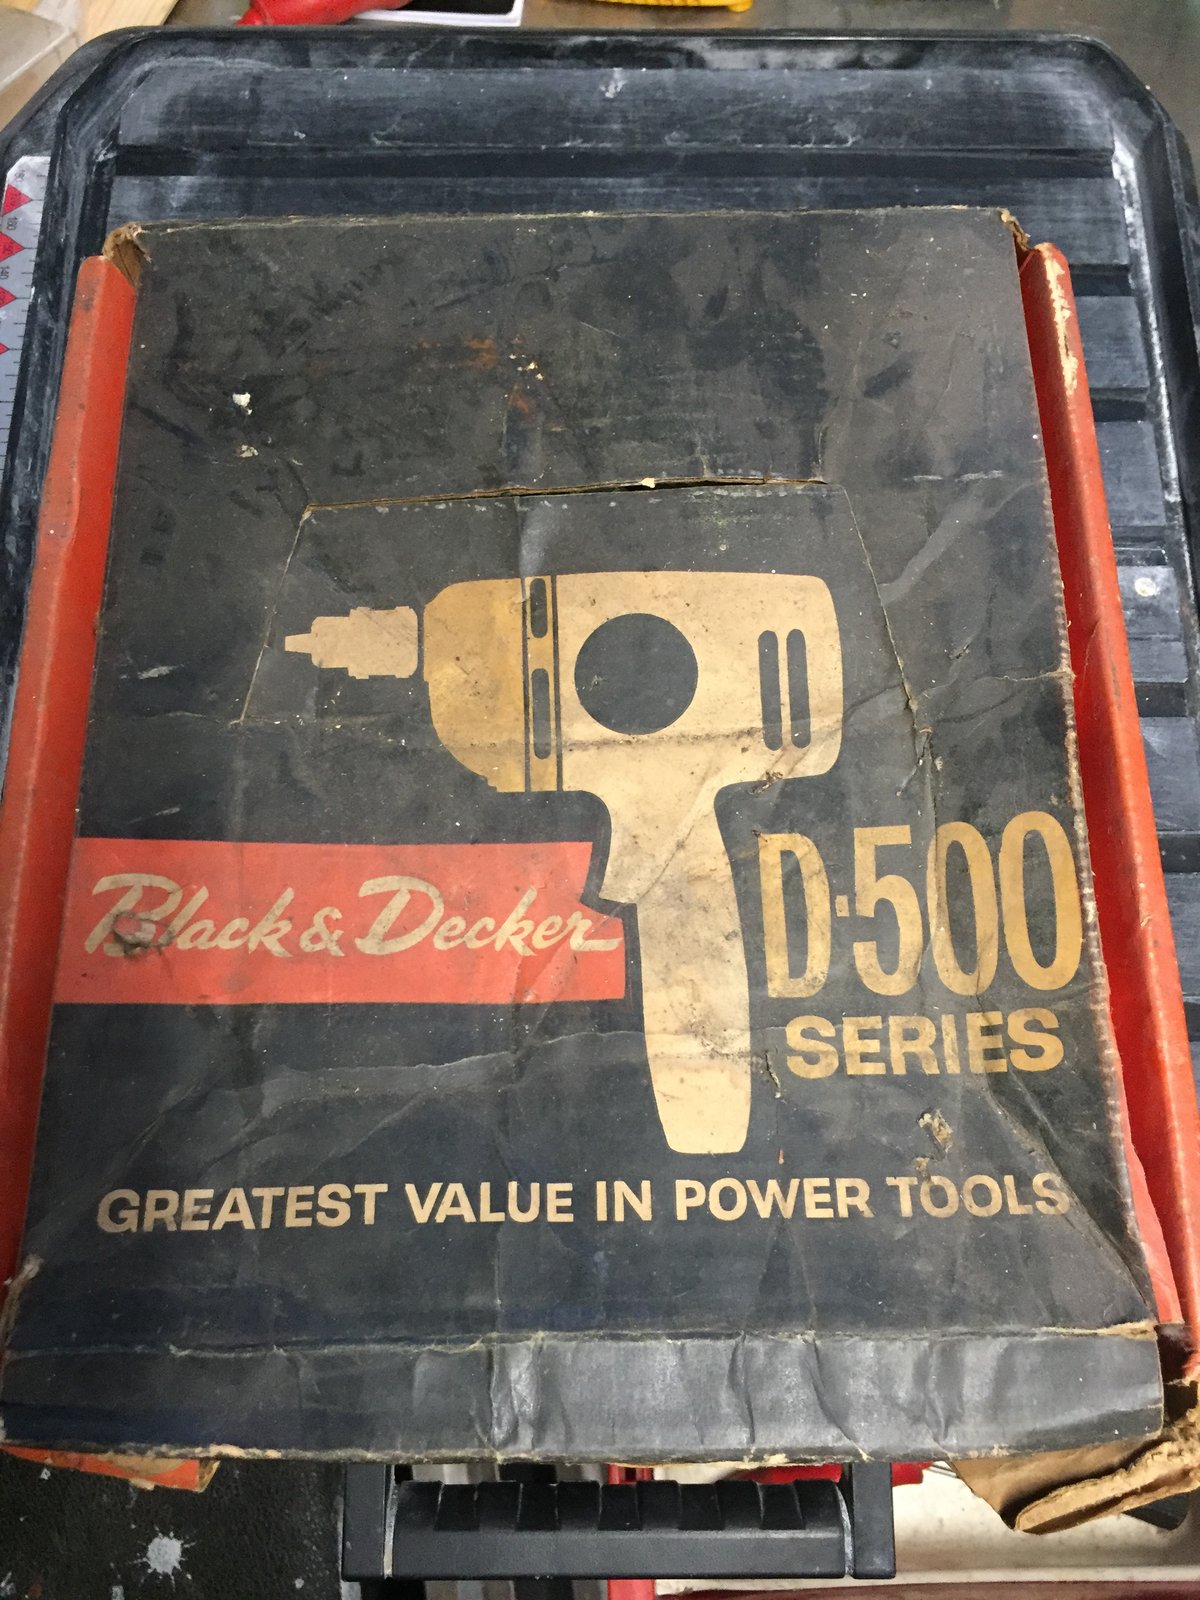 Black & Decker
D-500
SERIES
GREATEST VALUE IN POWER TOOLS